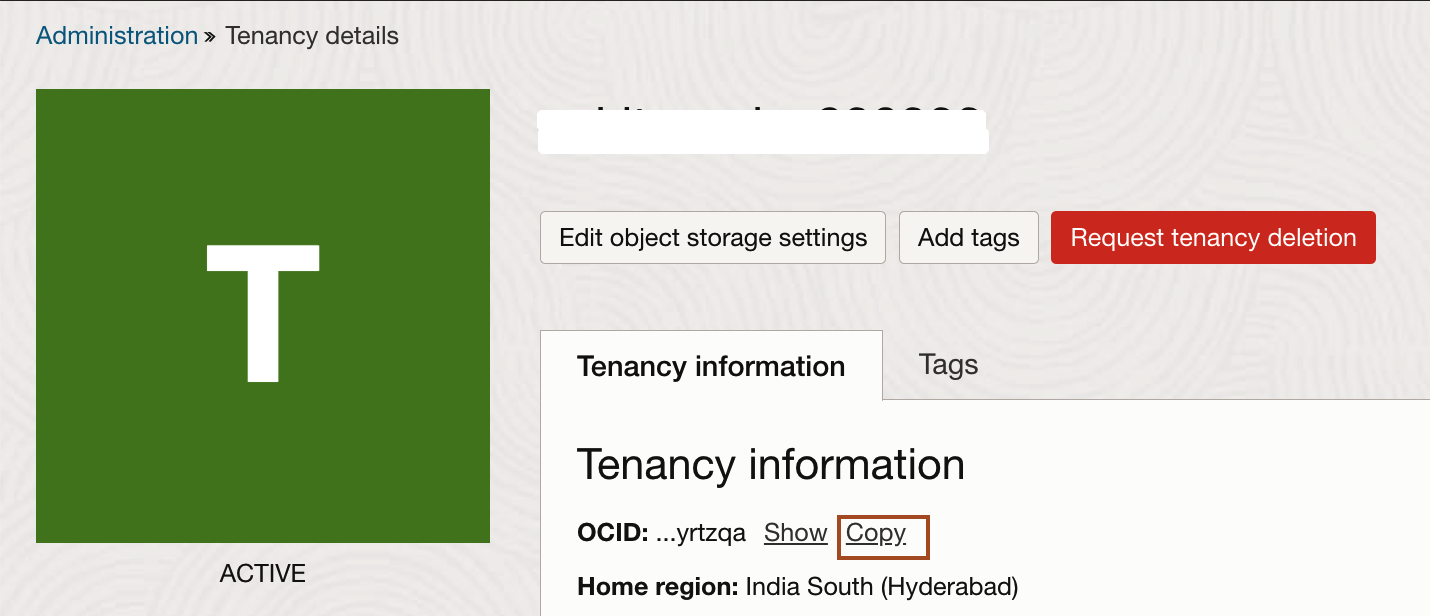 Administration » Tenancy details
T
ACTIVE
Edit object storage settings
Add tags
Request tenancy deletion
Tenancy information
Tags
Tenancy information
OCID: ...yrtzqa Show Copy
Home region: India South (Hyderabad)